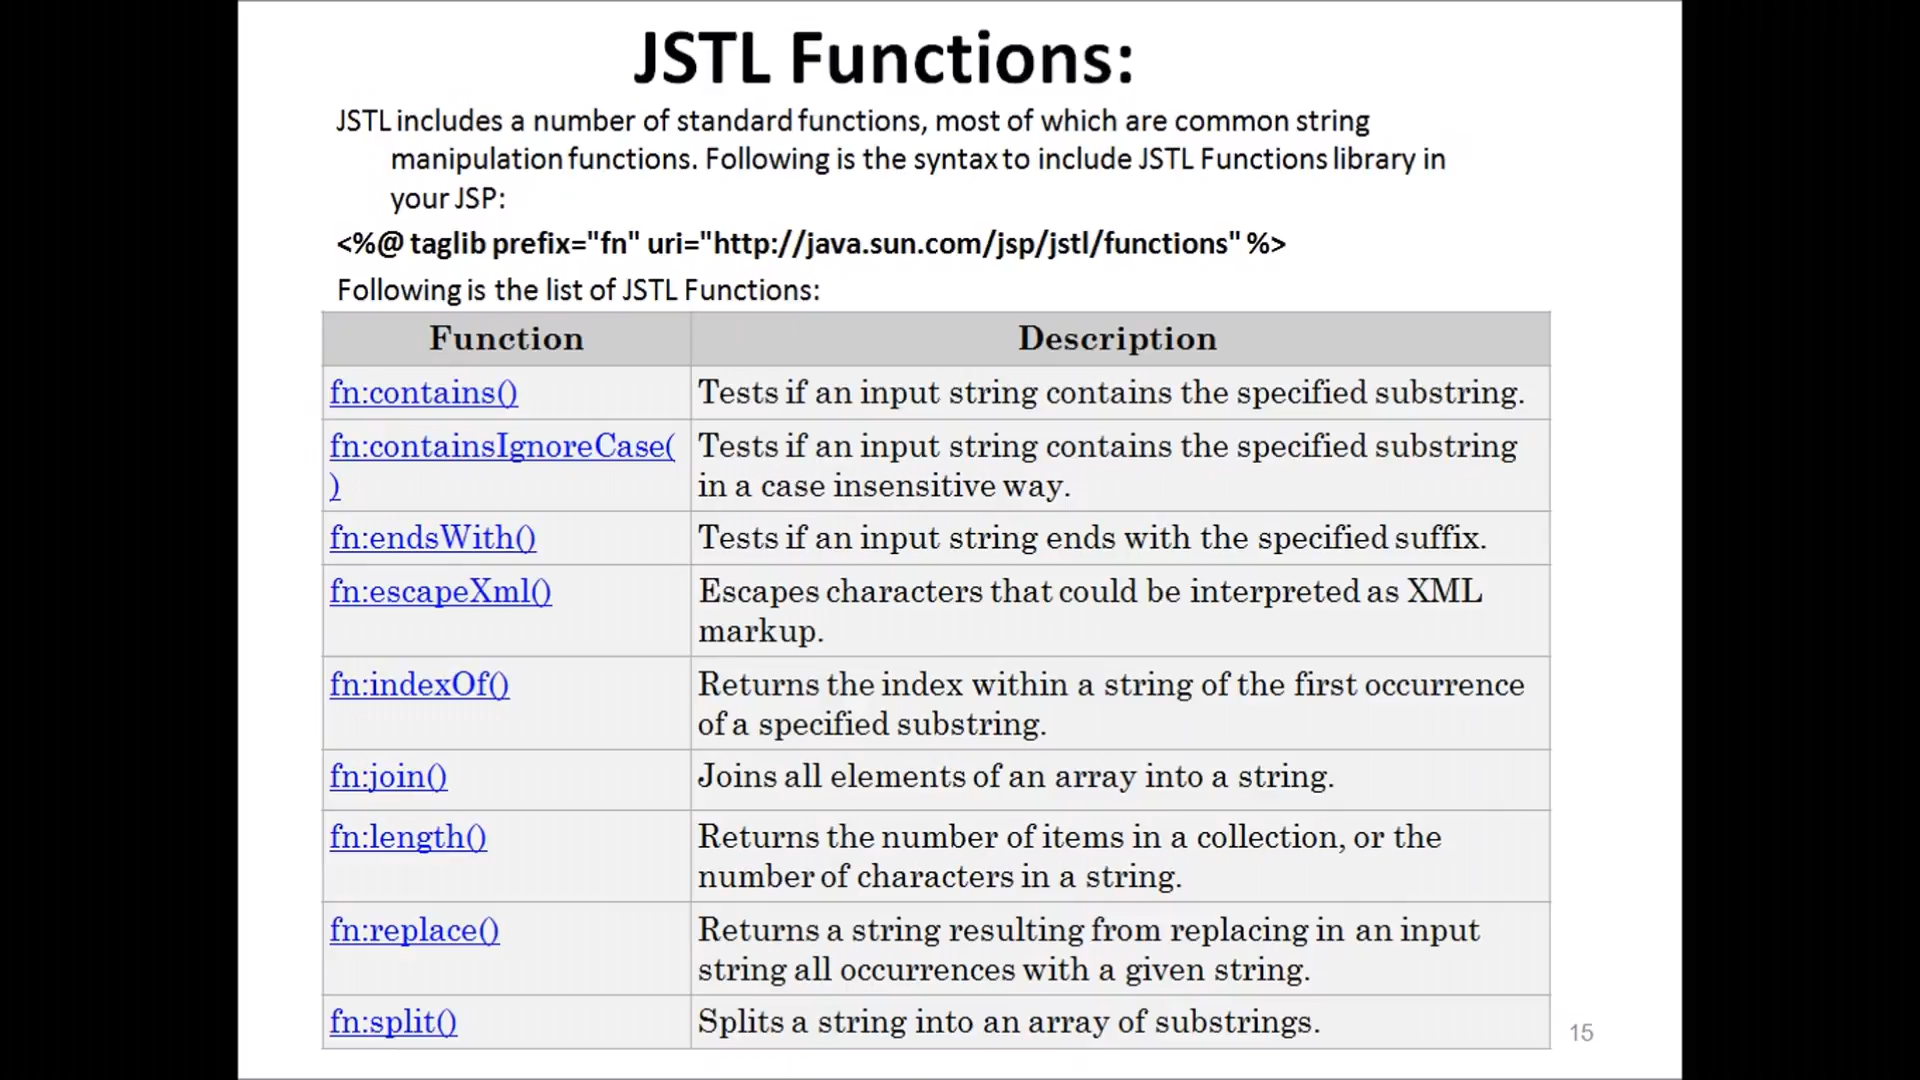 JSTL Functions:
JSTL includes a number of standard functions, most of which are common string
manipulation functions. Following is the syntax to include JSTL Functions library in
your JSP:
<%@ taglib prefix="fn" uri="http://java.sun.com/jsp/jstl/functions" %>
Following is the list of JSTL Functions:
Function Description
fn:contains() Tests if an input string contains the specified substring.
fn:containsIgnoreCase( Tests if an input string contains the specified substring
) in a case insensitive way.
fn:endsWith() Tests if an input string ends with the specified suffix.
fn:escapeXml() Escapes characters that could be interpreted as XML
markup.
fn:indexOf() Returns the index within a string of the first occurrence
of a specified substring.
fn:join() Joins all elements of an array into a string.
fn:length() Returns the number of items in a collection, or the
number of characters in a string.
fn:replace() Returns a string resulting from replacing in an input
string all occurrences with a given string.
fn:split() Splits a string into an array of substrings.
15